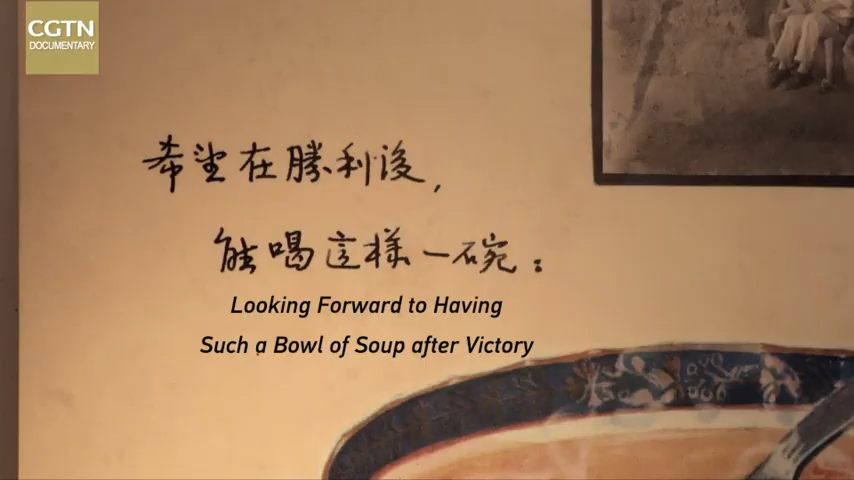 CGTN
DOCUMENTARY
希望在勝利後,
能喝這樣一碗:
Looking Forward to Having
Such a Bowl of Soup after Victory